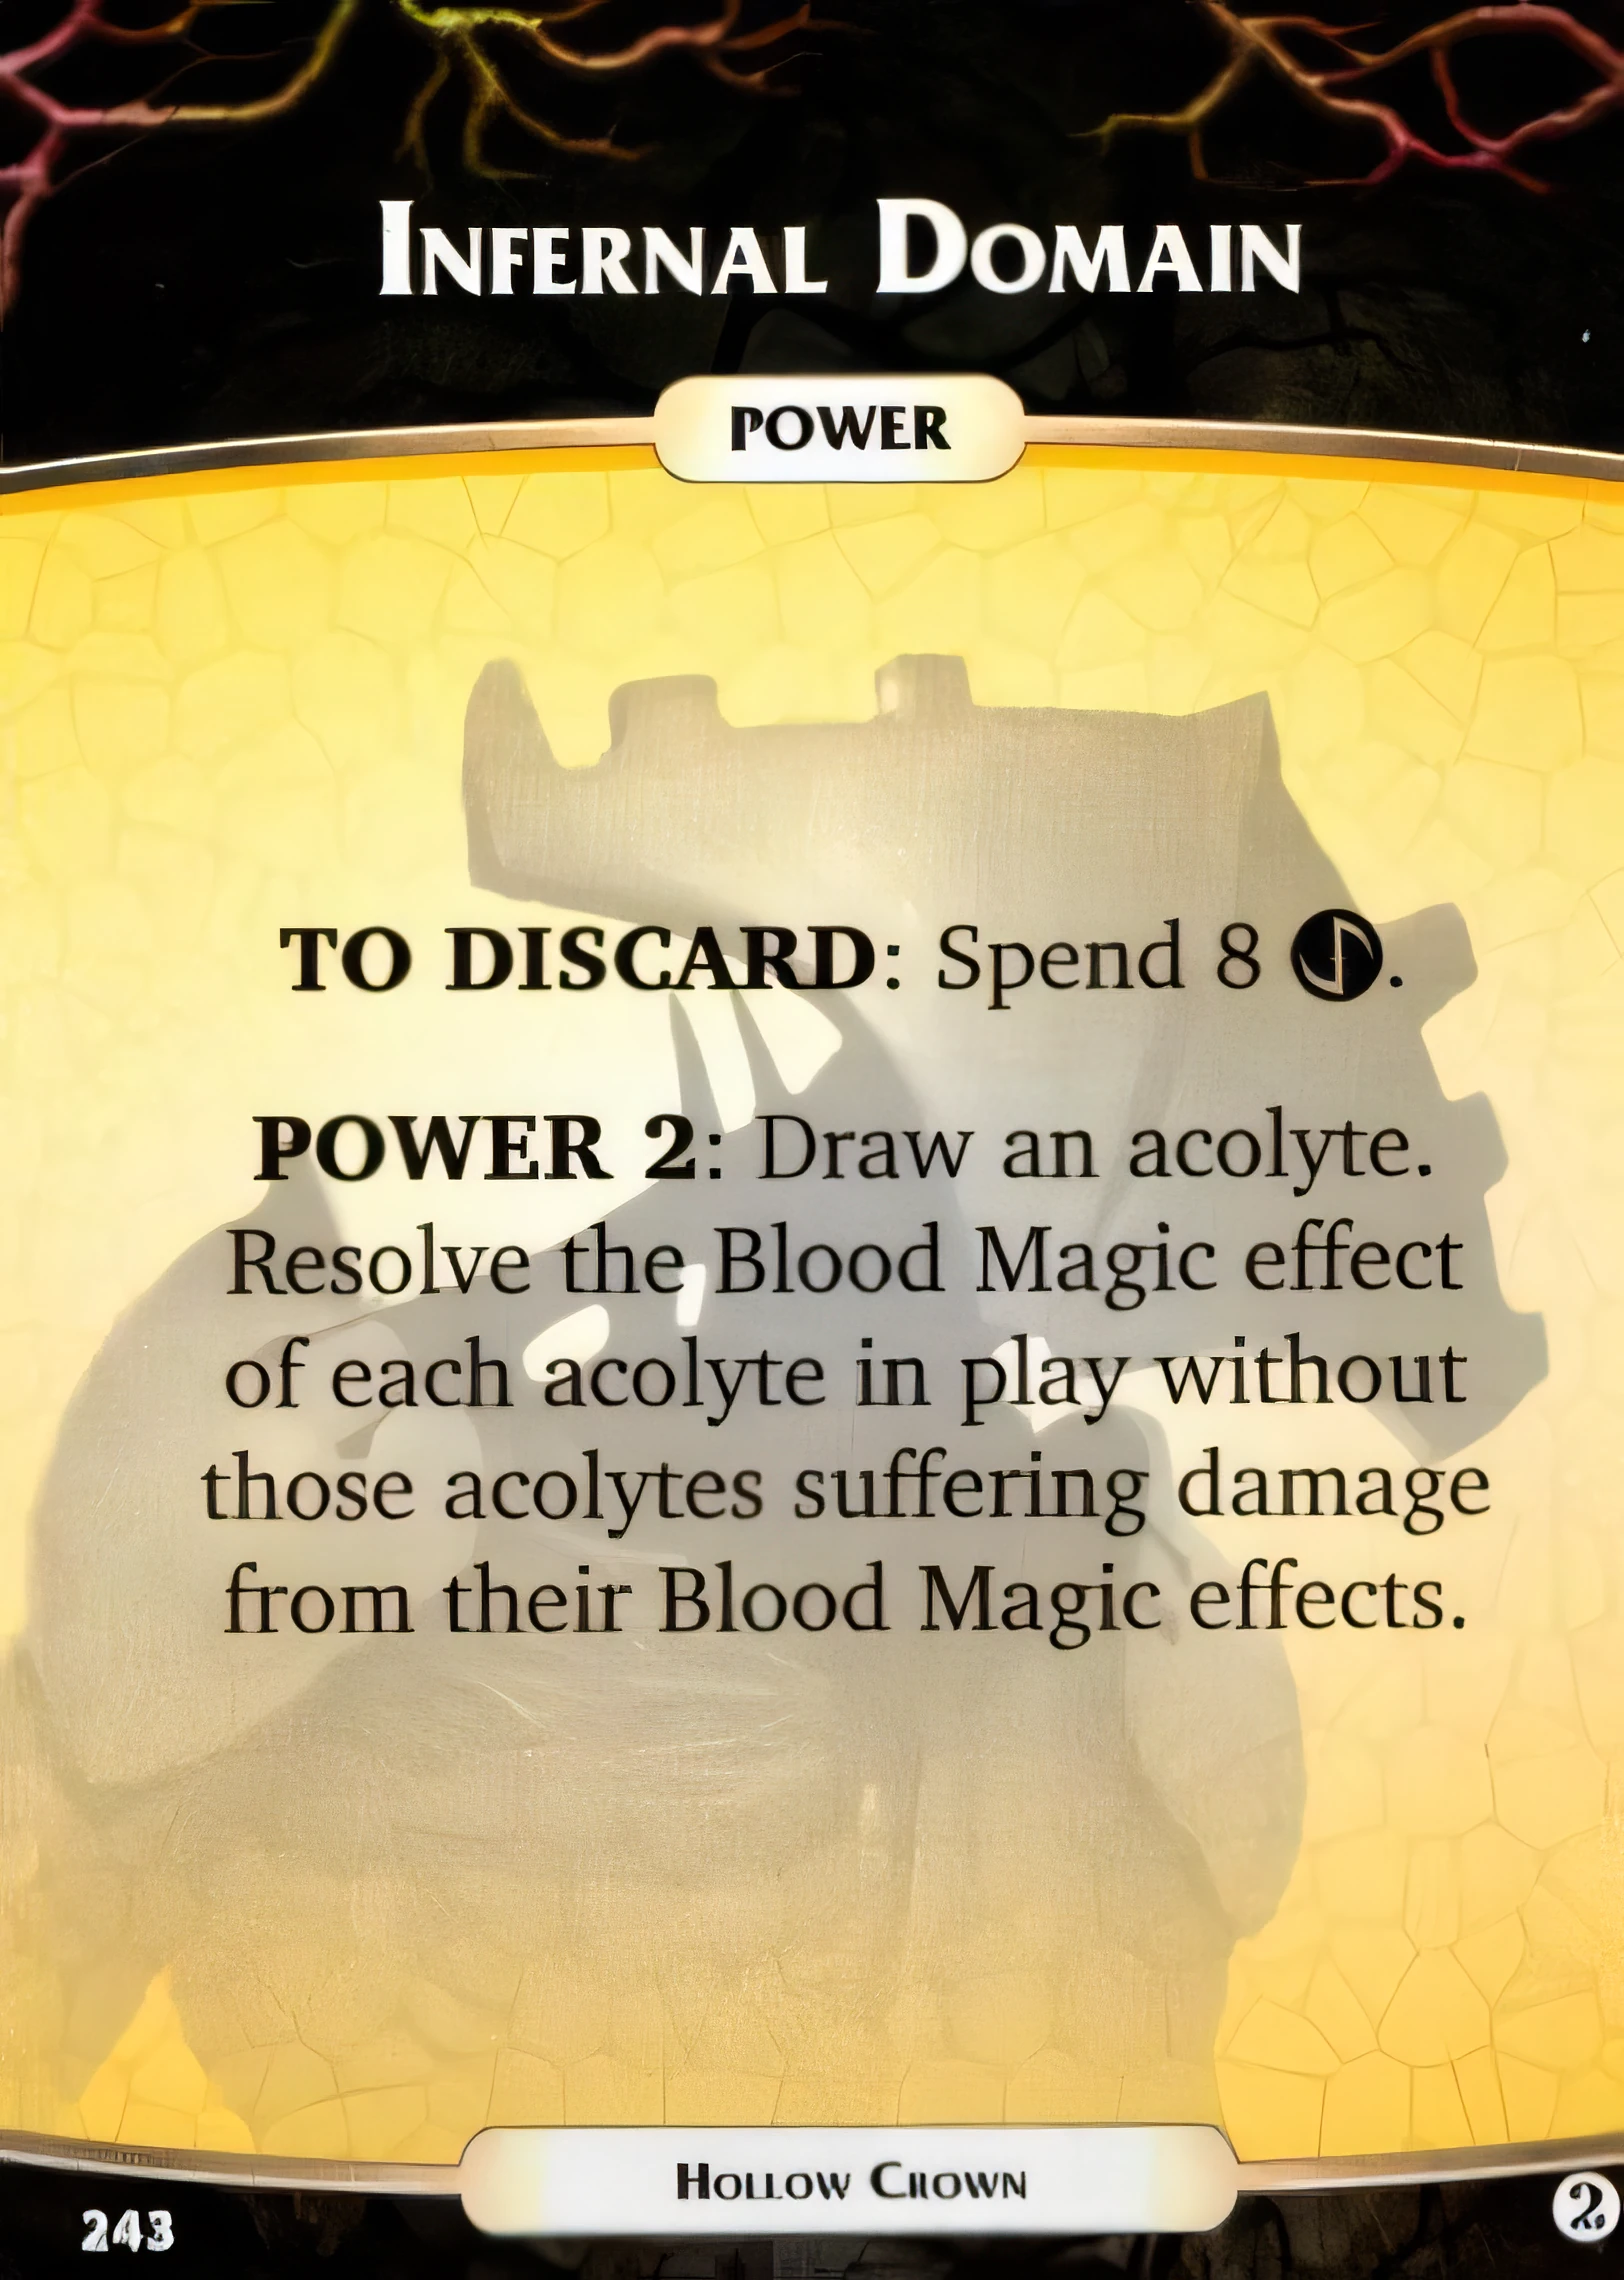 INFERNAL DOMAIN
POWER
TO DISCARD: Spend 8 .
POWER 2: Draw an acolyte.
Resolve the Blood Magic effect
of each acolyte in play without
those acolytes suffering damage
from their Blood Magic effects.
HOLLOW CROWN
243
2